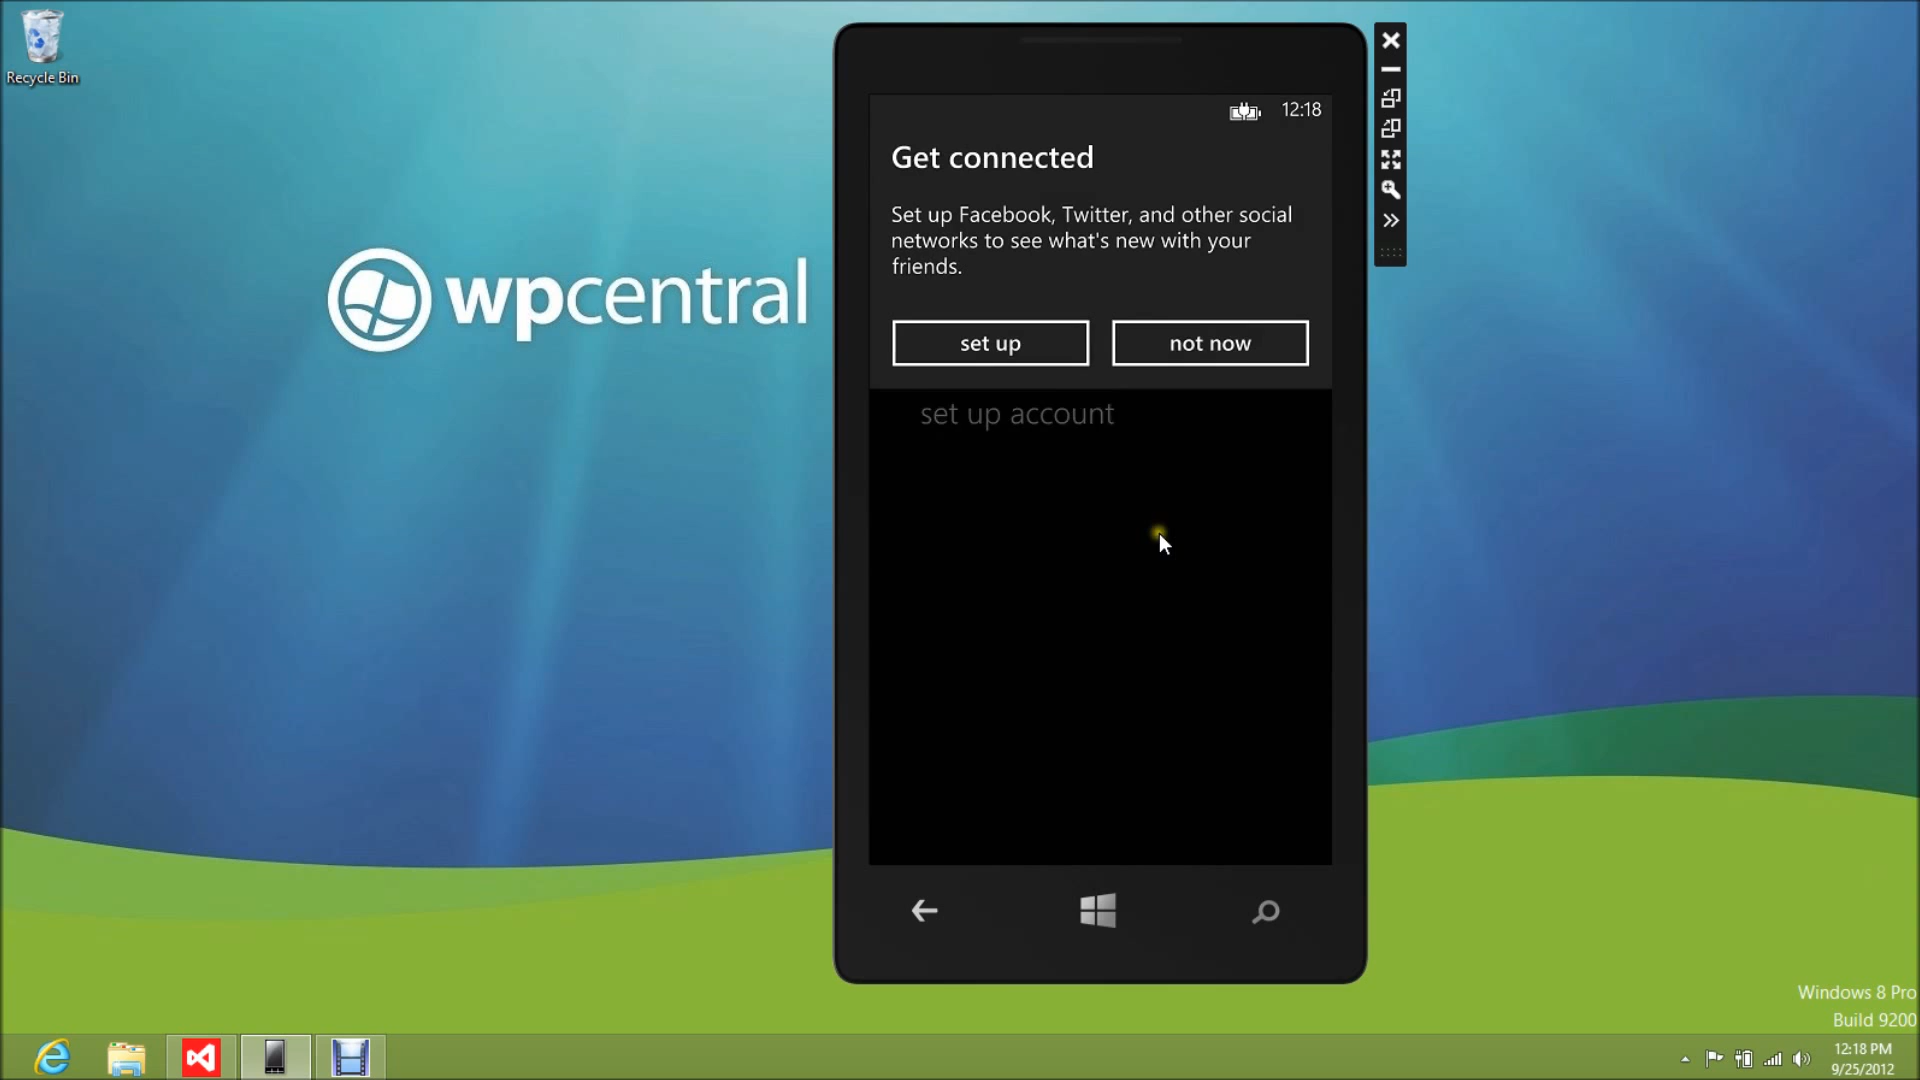 Recycle Bin
wpcentral
12:18
Get connected
Set up Facebook, Twitter, and other social
networks to see what's new with your
friends.
set up
not now
set up account
Windows 8 Pro
Build 9200
12:18 PM
9/25/2012